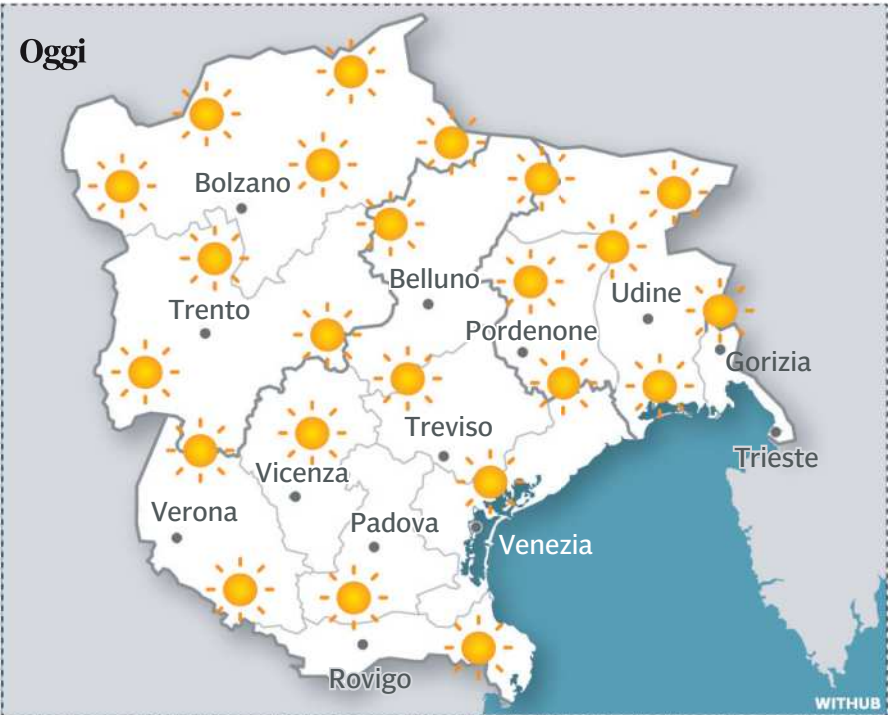 Oggi
Bolzano
Belluno
Trento
Udine
Pordenone
Gorizia
Treviso
Trieste
Vicenza
Verona
Padova
Venezia
Rovigo
WITHUB